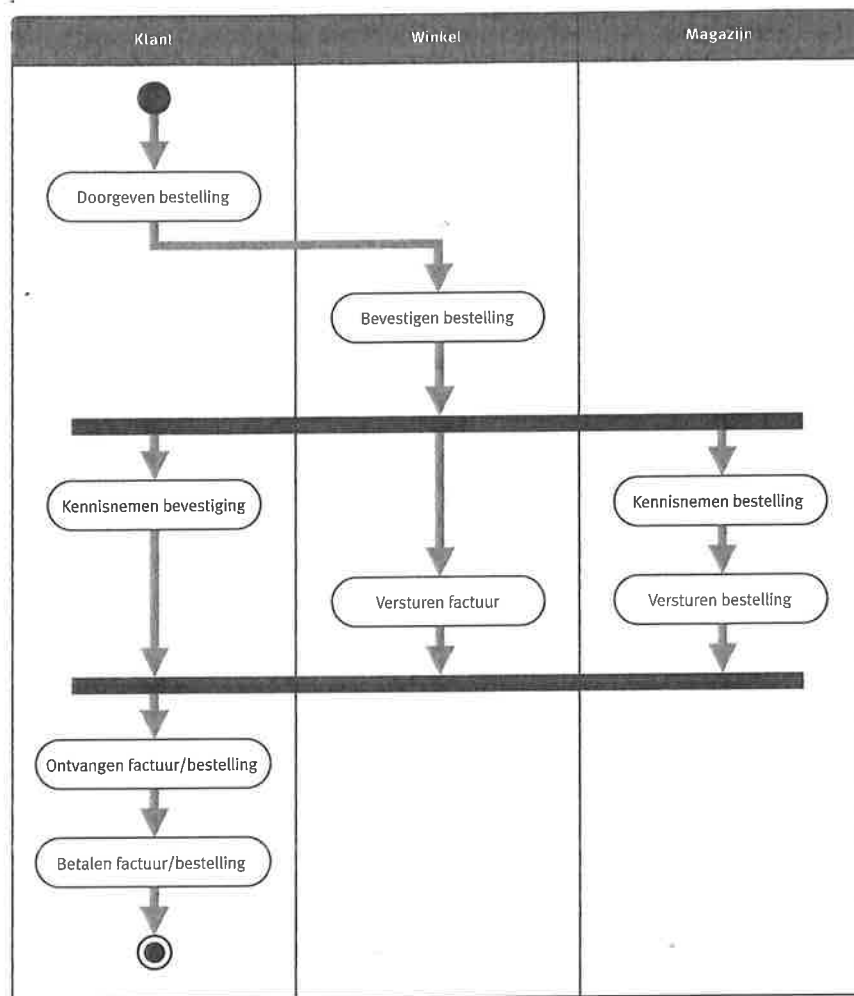 Klant
Winkel
Magazijn
Doorgeven bestelling
Bevestigen bestelling
Kennisnemen bevestiging
Kennisnemen bestelling
Versturen factuur
Versturen bestelling
Ontvangen factuur/bestelling
Betalen factuur/bestelling